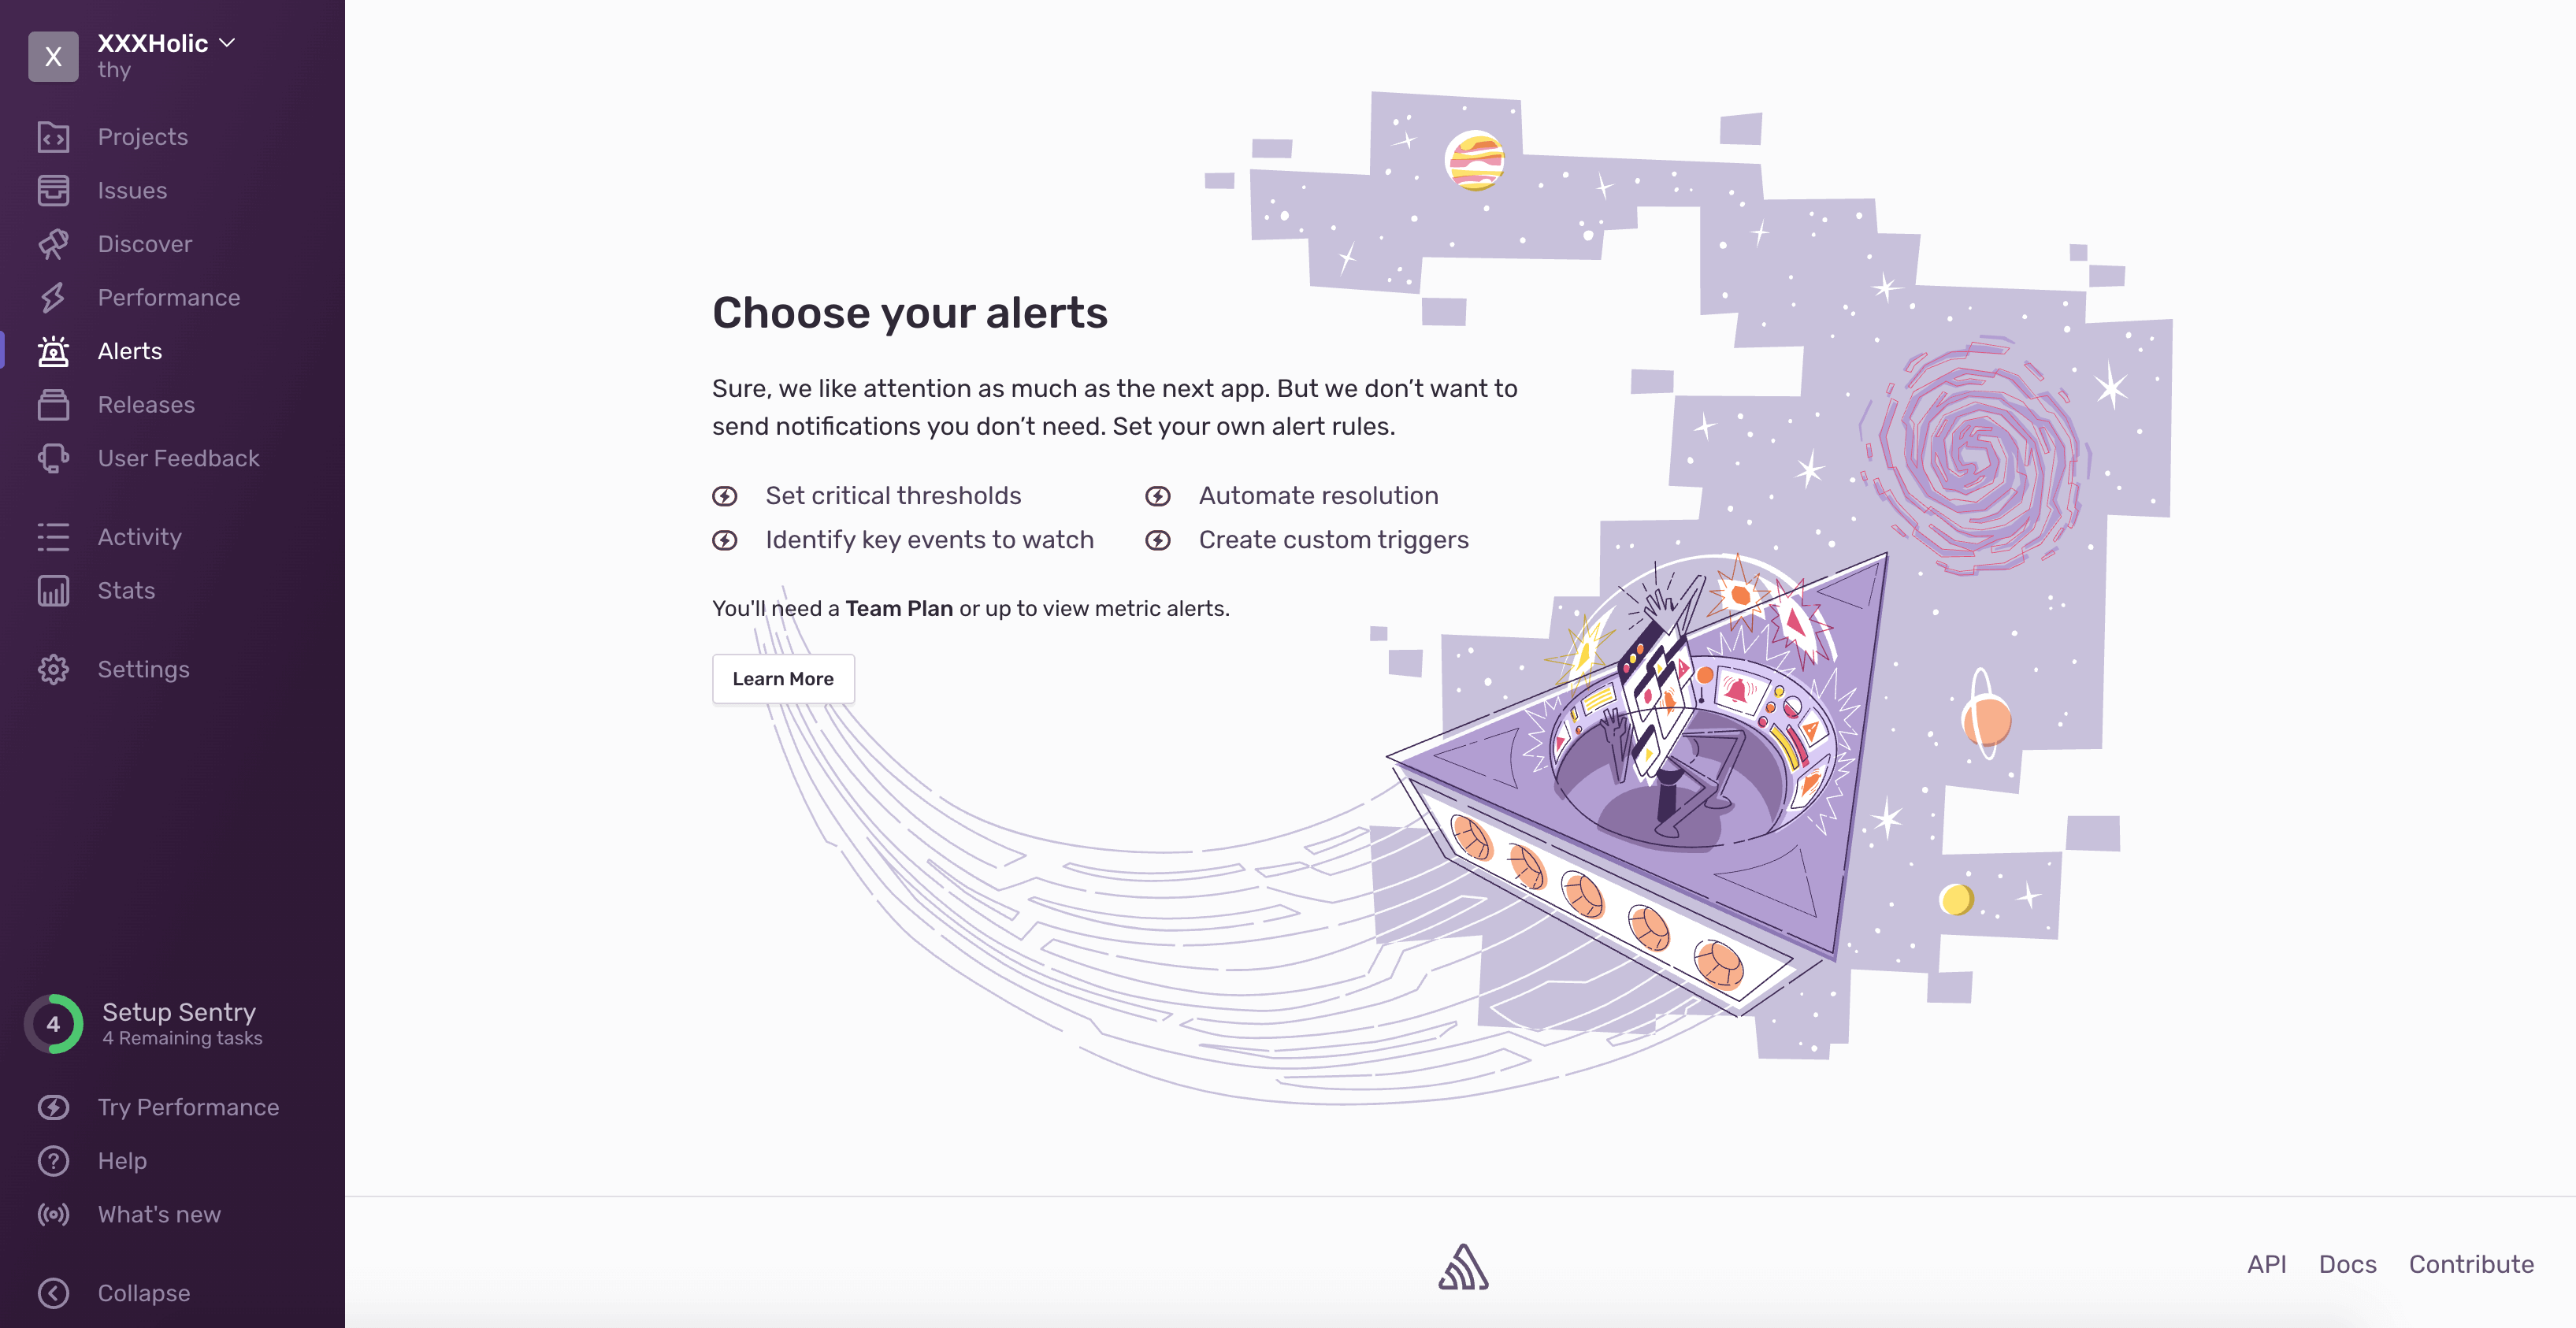 X
XXXHolic
thy
Projects
Issues
Discover
Performance
Alerts
Releases
User Feedback
Activity
Stats
Settings
4
Setup Sentry
4 Remaining tasks
Try Performance
Help
What's new
Collapse
Choose your alerts
Sure, we like attention as much as the next app. But we don’t want to
send notifications you don’t need. Set your own alert rules.
Set critical thresholds
Automate resolution
Identify key events to watch
Create custom triggers
You'll need a Team Plan or up to view metric alerts.
Learn More
API
Docs
Contribute